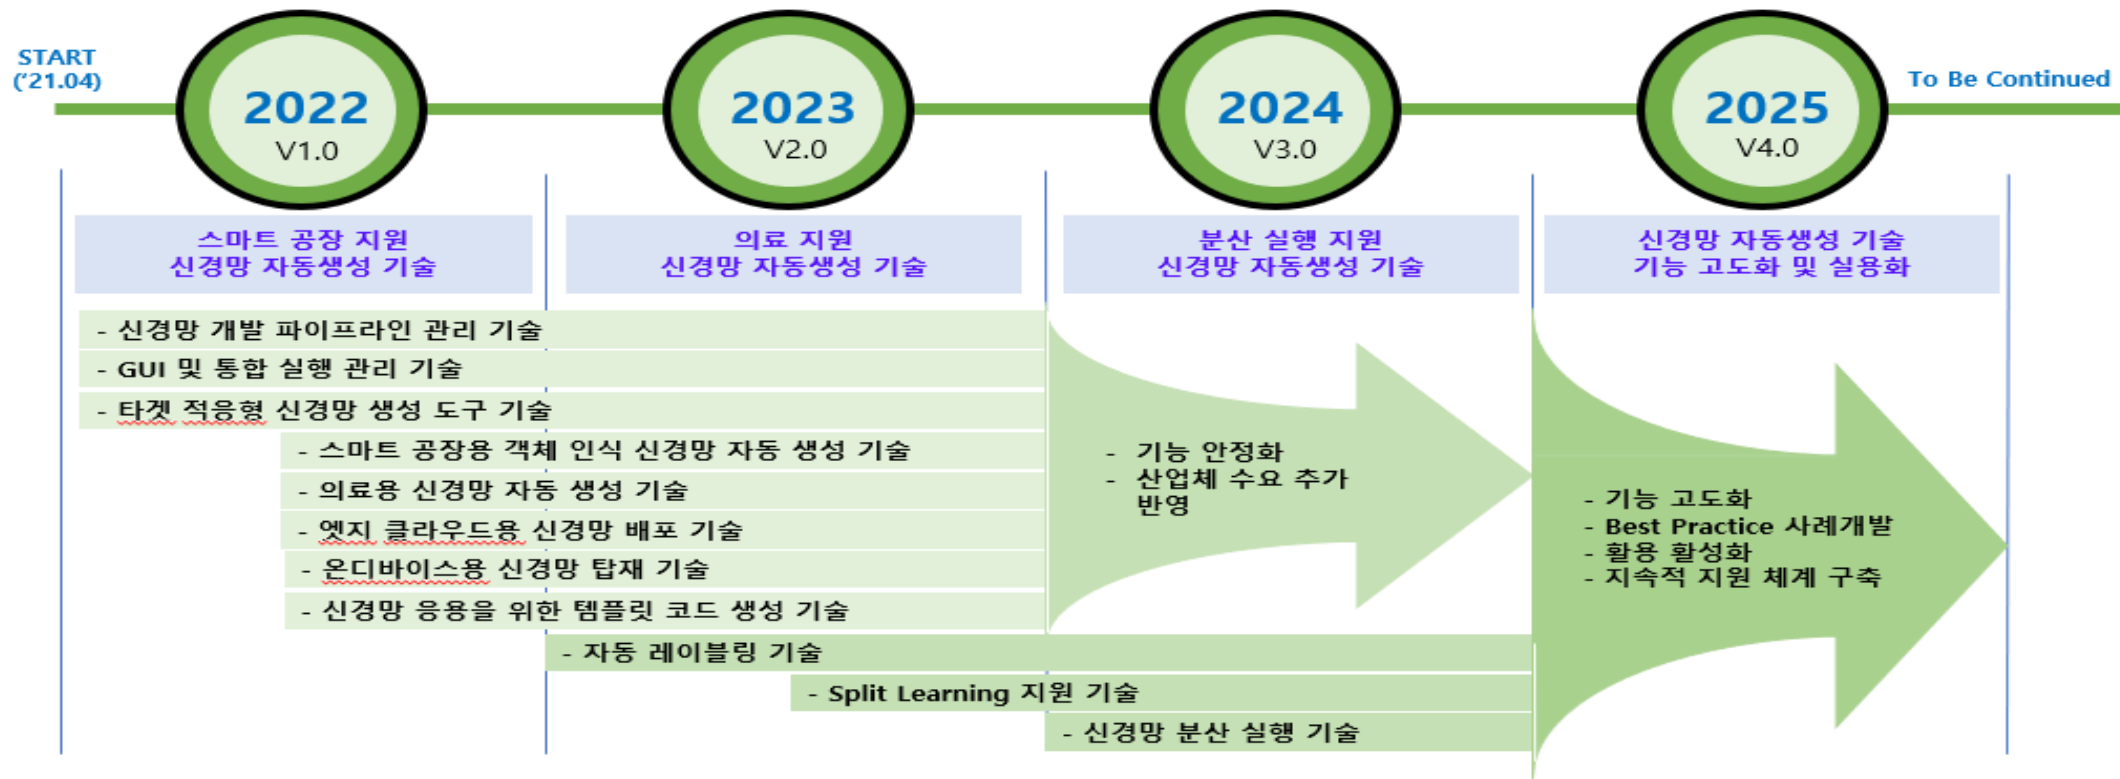 START
('21.04)
2022
V1.0
2023
V2.0
2024
V3.0
2025
V4.0
To Be Continued
스마트 공장 지원
신경망 자동생성 기술
의료 지원
신경망 자동생성 기술
분산 실행 지원
신경망 자동생성 기술
신경망 자동생성 기술
기능 고도화 및 실용화
- 신경망 개발 파이프라인 관리 기술
- GUI 및 통합 실행 관리 기술
- 타겟 적응형 신경망 생성 도구 기술
- 스마트 공장용 객체 인식 신경망 자동 생성 기술
- 의료용 신경망 자동 생성 기술
- 엣지 클라우드용 신경망 배포 기술
- 온디바이스용 신경망 탑재 기술
- 신경망 응용을 위한 템플릿 코드 생성 기술
- 자동 레이블링 기술
- Split Learning 지원 기술
- 신경망 분산 실행 기술
- 기능 안정화
- 산업체 수요 추가
반영
- 기능 고도화
- Best Practice 사례개발
- 활용 활성화
- 지속적 지원 체계 구축